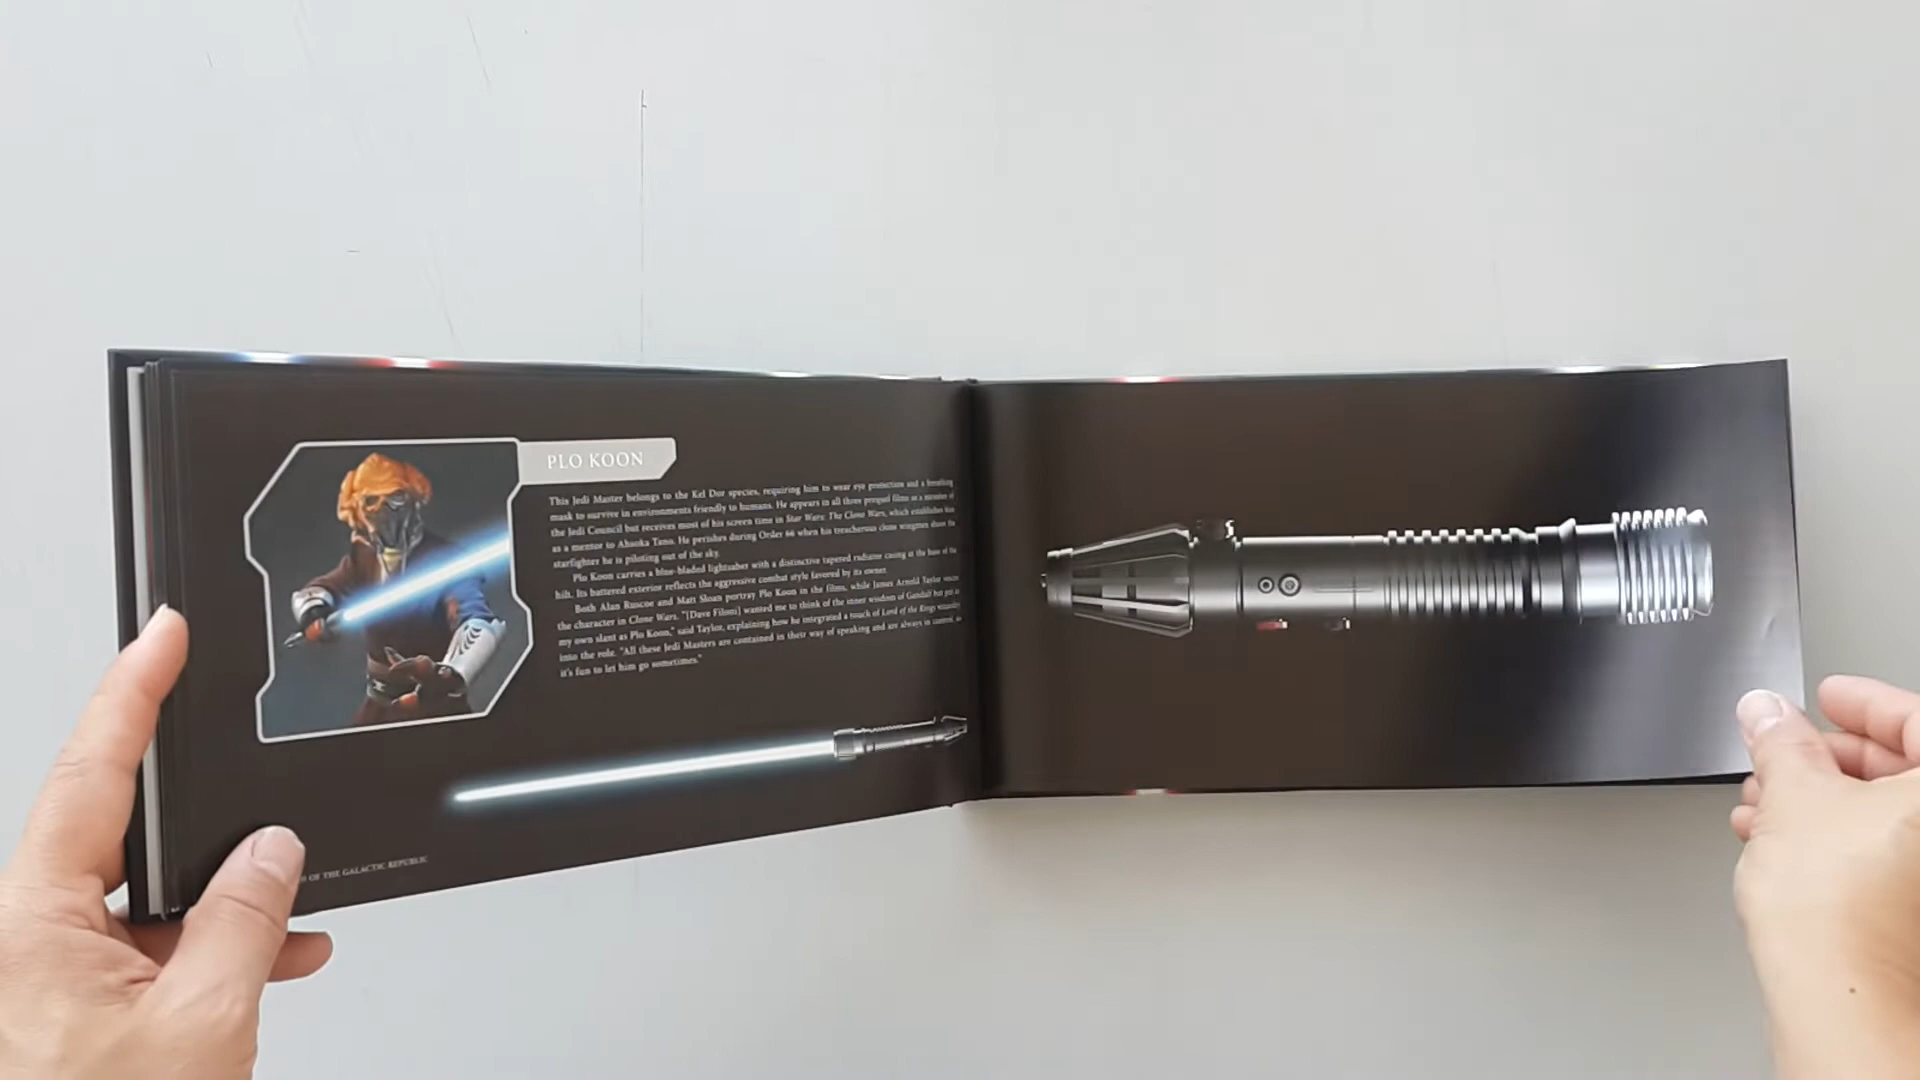 PLO KOON
This Jedi Master belongs to the Kel Dor species, requiring him to wear eye protection and a breathing
mask to survive in environments friendly to humans. He appears in all three prequel films as a member of
the Jedi Council but receives most of his screen time in Star Wars: The Clone Wars, which establishes him
as a mentor to Ahsoka Tano. He perishes during Order 66 when his treacherous clone wingmen shoot the
starfighter he is piloting out of the sky.
Plo Koon carries a blue-bladed lightsaber with a distinctive tapered radiator casing at the base of the
hilt. Its battered exterior reflects the aggressive combat style favored by its owner.
Both Alan Ruscoe and Matt Sloan portray Plo Koon in the films, while James Arnold Taylor voices
the character in Clone Wars. "[Dave Filoni] wanted me to think of the inner wisdom of Gandalf but put
my own slant as Plo Koon," said Taylor, explaining how he integrated a touch of Lord of the Rings wizardry
into the role. "All these Jedi Masters are contained in their way of speaking and are always in control, so
it's fun to let him go sometimes."
OF THE GALACTIC REPUBLIC